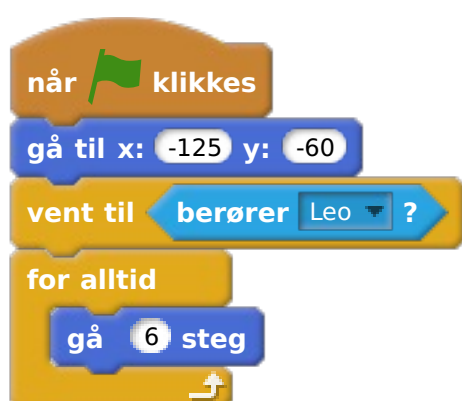 når klikkes
gå til x: -125 y: -60
vent til berører Leo ?
for alltid
gå 6 steg